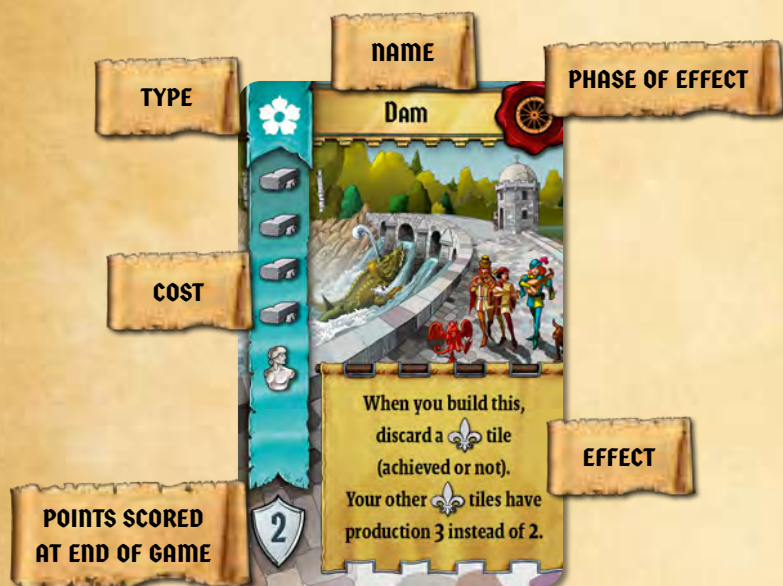 NAME
TYPE
PHASE OF EFFECT
Dam
COST
When you build this,
discard a tile
(achieved or not).
Your other tiles have
production 3 instead of 2.
EFFECT
POINTS SCORED
AT END OF GAME
2